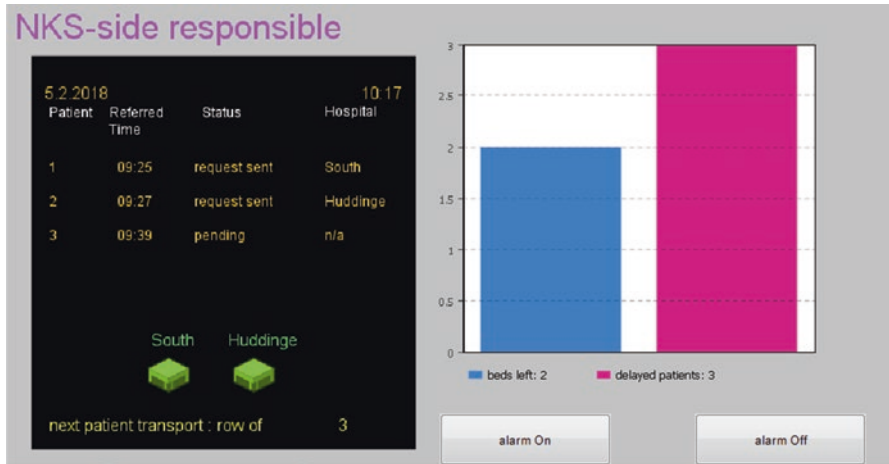 NKS-side responsible
5.2.2018 10:17
Patient Referred Time Status Hospital
1 09:25 request sent South
2 09:27 request sent Huddinge
3 09:39 pending n/a
South Huddinge
next patient transport : row of 3
3
2.5
2
1.5
1
0.5
0
beds left: 2 delayed patients: 3
alarm On alarm Off